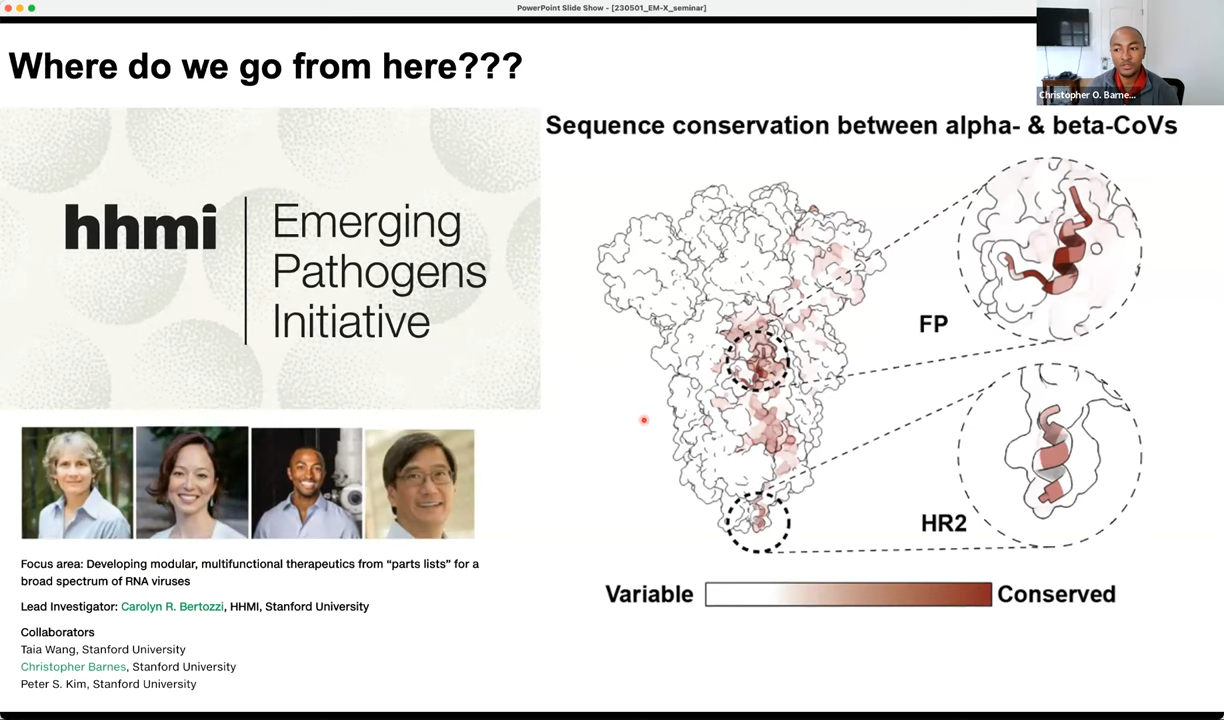 PowerPoint Slide Show - [230501_EM-X_seminar]
Christopher O. Barne...
Where do we go from here???
hhmi
Emerging
Pathogens
Initiative
Focus area: Developing modular, multifunctional therapeutics from “parts lists” for a
broad spectrum of RNA viruses
Lead Investigator: Carolyn R. Bertozzi, HHMI, Stanford University
Collaborators
Taia Wang, Stanford University
Christopher Barnes, Stanford University
Peter S. Kim, Stanford University
Sequence conservation between alpha- & beta-CoVs
FP
HR2
Variable
Conserved